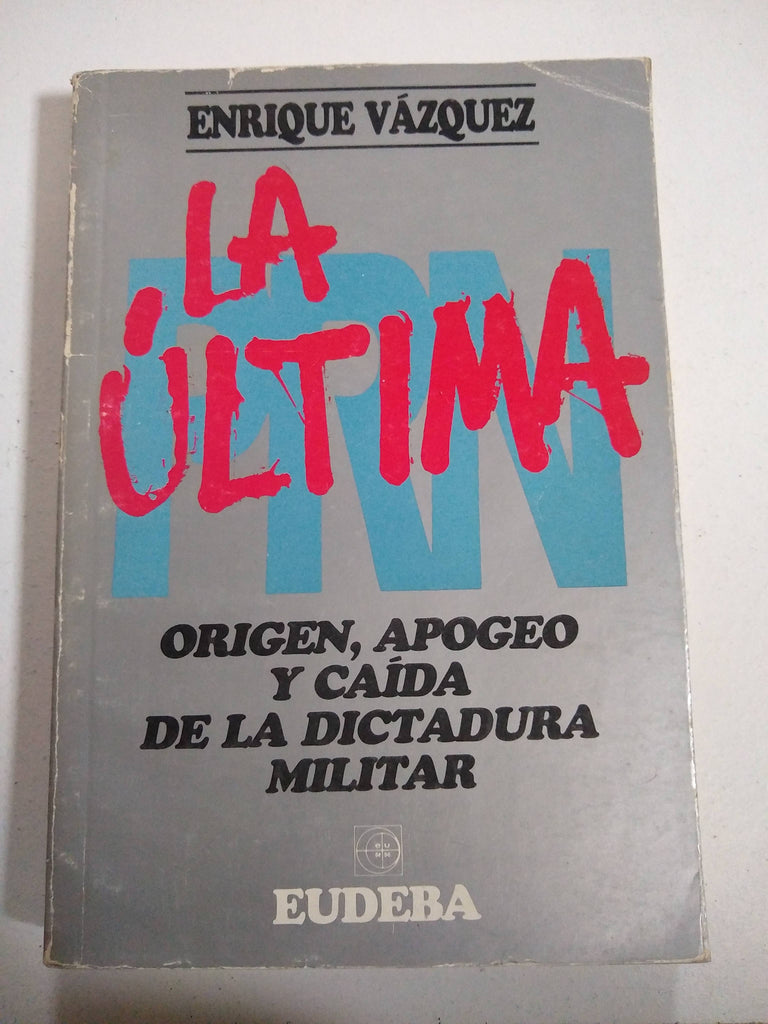 ENRIQUE VÁZQUEZ
LA
ÚLTIMA
PRN
ORIGEN, APOGEO
Y CAÍDA
DE LA DICTADURA
MILITAR
EUDEBA